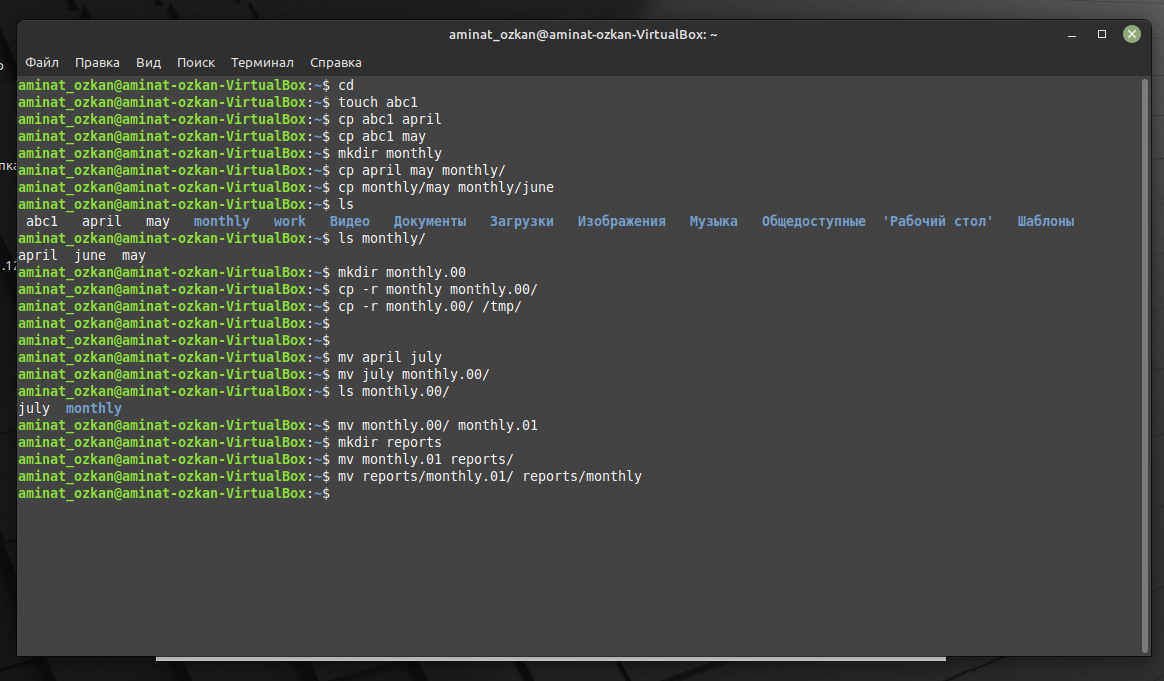 aminat_ozkan@aminat-ozkan-VirtualBox: ~
Файл Правка Вид Поиск Терминал Справка
aminat_ozkan@aminat-ozkan-VirtualBox:~$ cd
aminat_ozkan@aminat-ozkan-VirtualBox:~$ touch abc1
aminat_ozkan@aminat-ozkan-VirtualBox:~$ cp abc1 april
aminat_ozkan@aminat-ozkan-VirtualBox:~$ cp abc1 may
aminat_ozkan@aminat-ozkan-VirtualBox:~$ mkdir monthly
aminat_ozkan@aminat-ozkan-VirtualBox:~$ cp april may monthly/
aminat_ozkan@aminat-ozkan-VirtualBox:~$ cp monthly/may monthly/june
aminat_ozkan@aminat-ozkan-VirtualBox:~$ ls
abc1 april may monthly work Видео Документы Загрузки Изображения Музыка Общедоступные 'Рабочий стол' Шаблоны
aminat_ozkan@aminat-ozkan-VirtualBox:~$ ls monthly/
april june may
aminat_ozkan@aminat-ozkan-VirtualBox:~$ mkdir monthly.00
aminat_ozkan@aminat-ozkan-VirtualBox:~$ cp -r monthly monthly.00/
aminat_ozkan@aminat-ozkan-VirtualBox:~$ cp -r monthly.00/ /tmp/
aminat_ozkan@aminat-ozkan-VirtualBox:~$
aminat_ozkan@aminat-ozkan-VirtualBox:~$
aminat_ozkan@aminat-ozkan-VirtualBox:~$ mv april july
aminat_ozkan@aminat-ozkan-VirtualBox:~$ mv july monthly.00/
aminat_ozkan@aminat-ozkan-VirtualBox:~$ ls monthly.00/
july monthly
aminat_ozkan@aminat-ozkan-VirtualBox:~$ mv monthly.00/ monthly.01
aminat_ozkan@aminat-ozkan-VirtualBox:~$ mkdir reports
aminat_ozkan@aminat-ozkan-VirtualBox:~$ mv monthly.01 reports/
aminat_ozkan@aminat-ozkan-VirtualBox:~$ mv reports/monthly.01/ reports/monthly
aminat_ozkan@aminat-ozkan-VirtualBox:~$